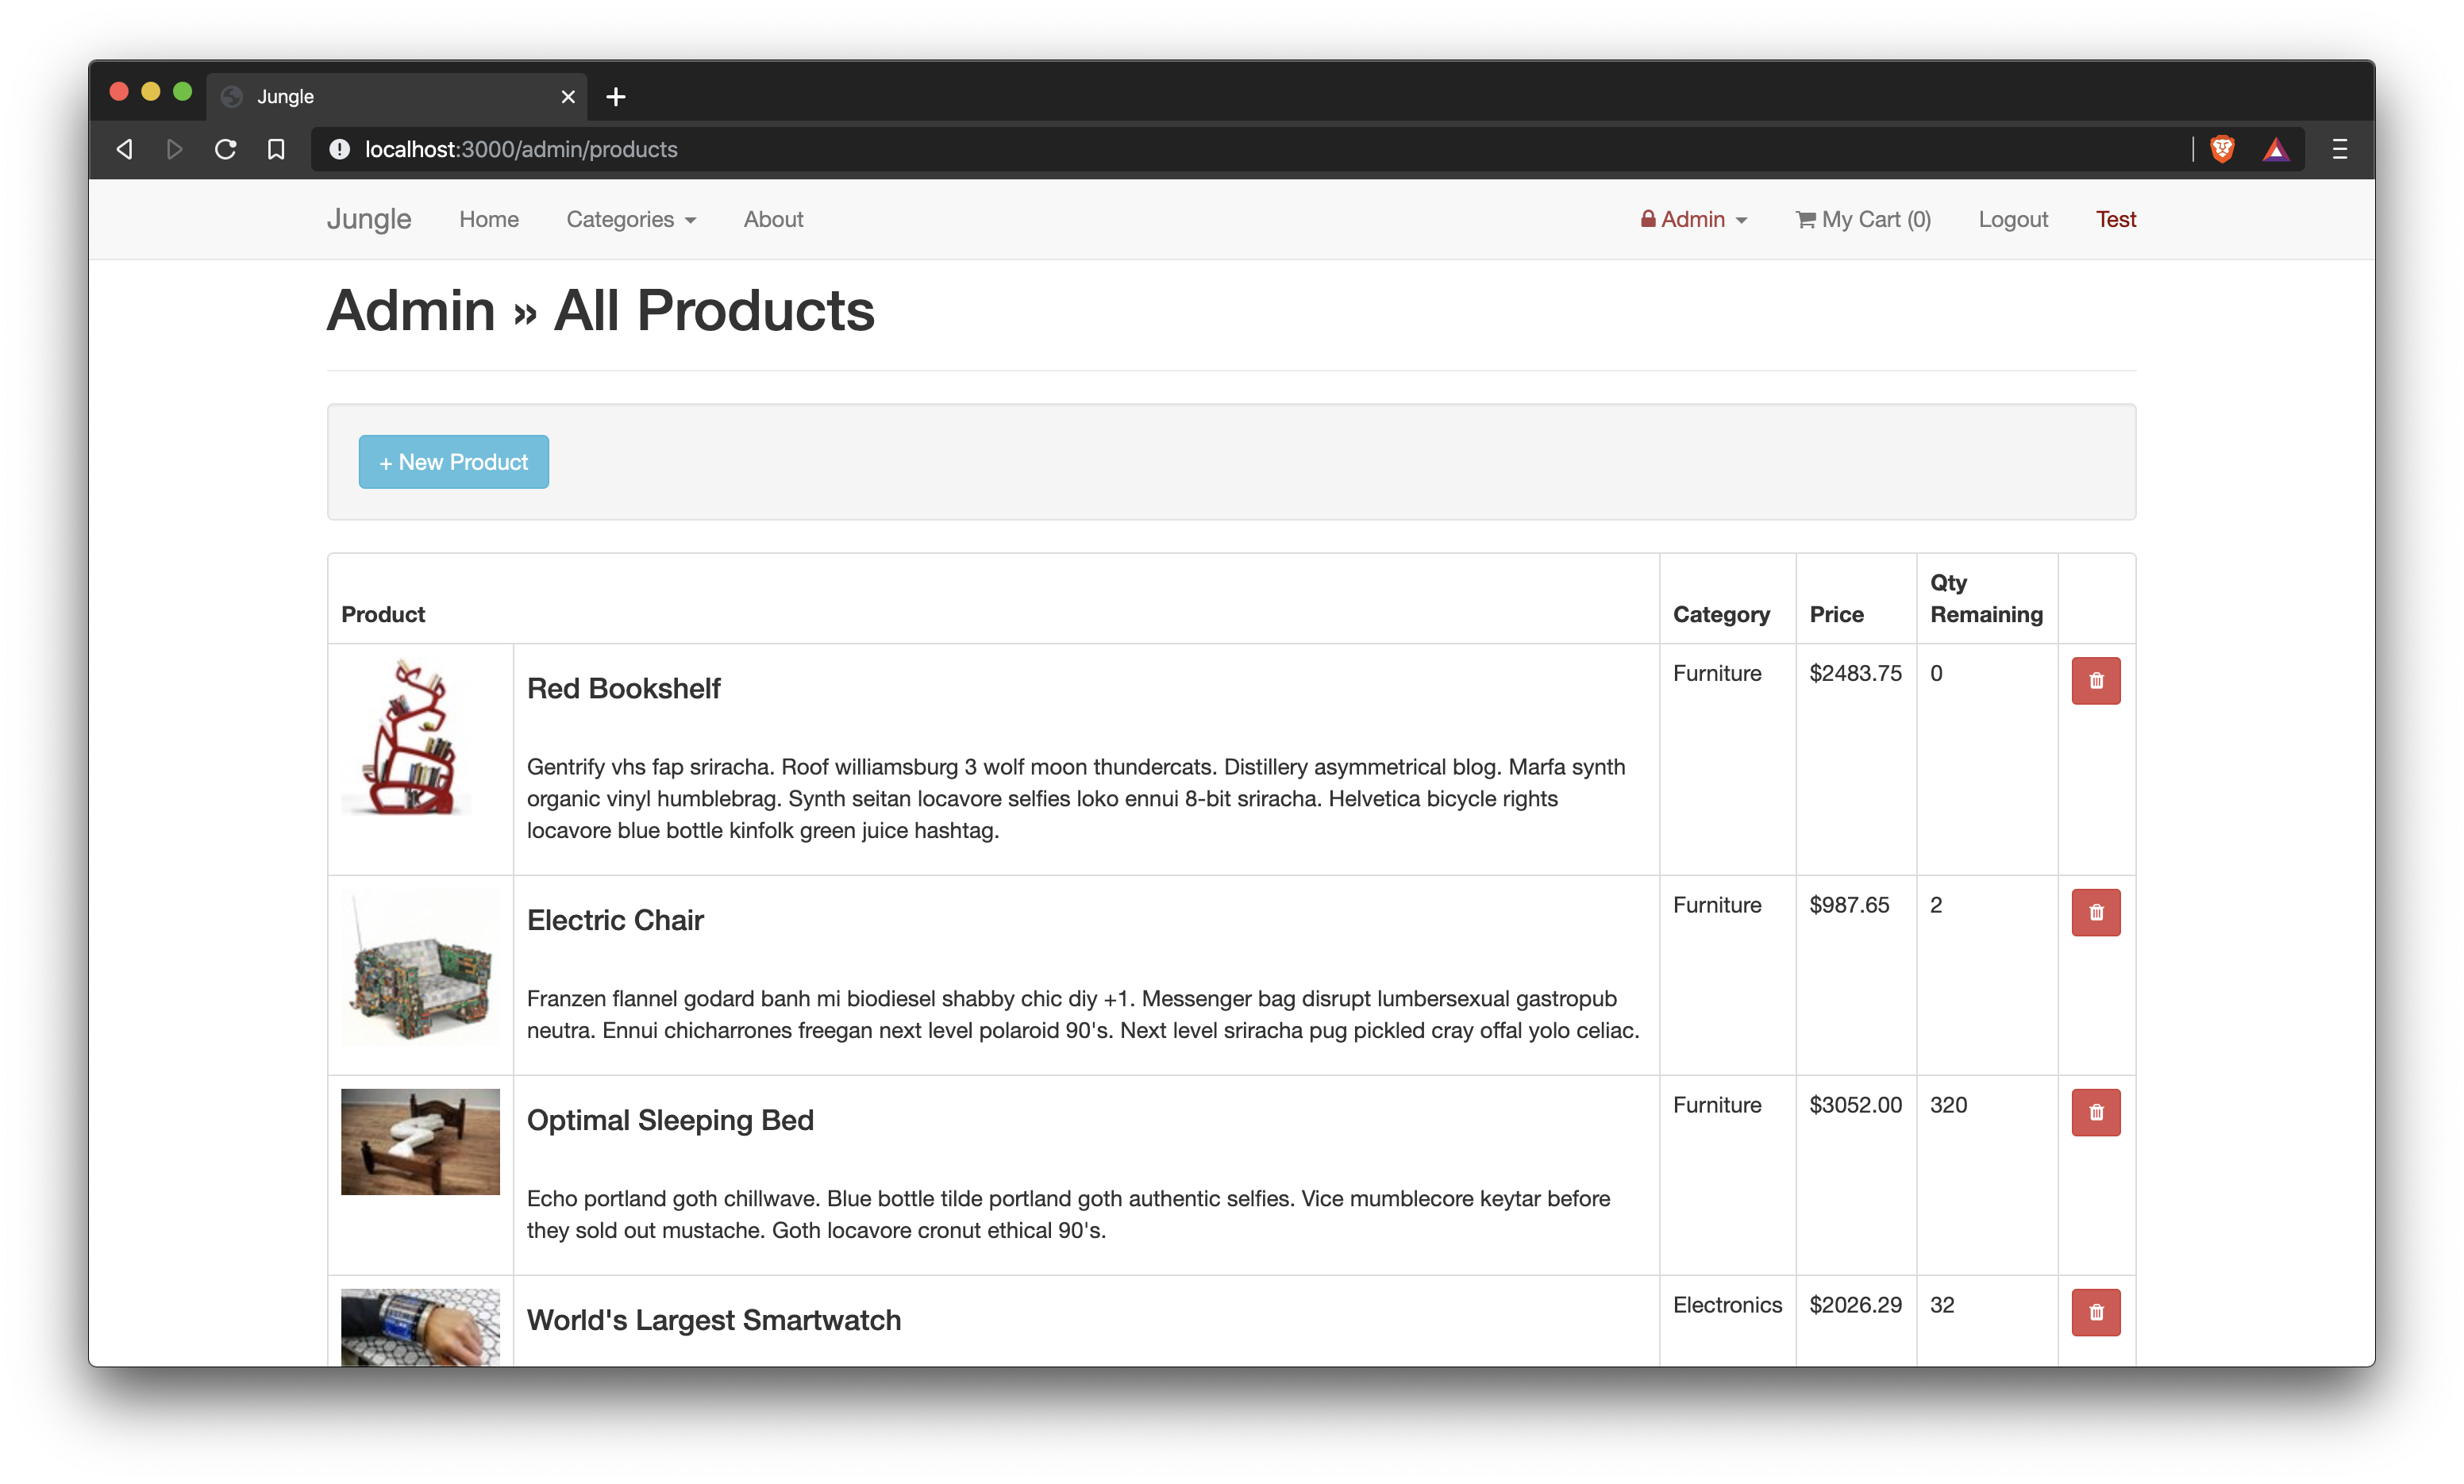 Jungle
localhost:3000/admin/products
Jungle Home Categories About Admin My Cart (0) Logout Test
Admin » All Products
+ New Product
Product Category Price Qty Remaining
Red Bookshelf Furniture $2483.75 0
Gentrify vhs fap sriracha. Roof williamsburg 3 wolf moon thundercats. Distillery asymmetrical blog. Marfa synth
organic vinyl humblebrag. Synth seitan locavore selfies loko ennui 8-bit sriracha. Helvetica bicycle rights
locavore blue bottle kinfolk green juice hashtag.
Electric Chair Furniture $987.65 2
Franzen flannel godard banh mi biodiesel shabby chic diy +1. Messenger bag disrupt lumbersexual gastropub
neutra. Ennui chicharrones freegan next level polaroid 90's. Next level sriracha pug pickled cray offal yolo celiac.
Optimal Sleeping Bed Furniture $3052.00 320
Echo portland goth chillwave. Blue bottle tilde portland goth authentic selfies. Vice mumblecore keytar before
they sold out mustache. Goth locavore cronut ethical 90's.
World's Largest Smartwatch Electronics $2026.29 32